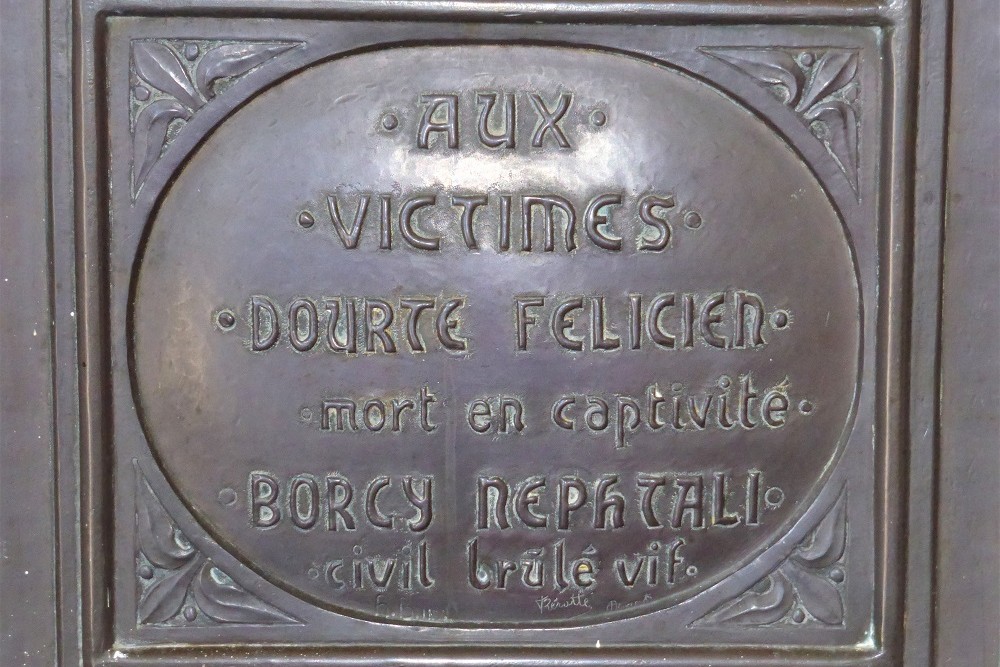 · AUX ·
· VICTIMES ·
· DOURTE FELICIEN ·
· mort en captivité ·
· BORCY NEPHTALI ·
· civil brûlé vif ·